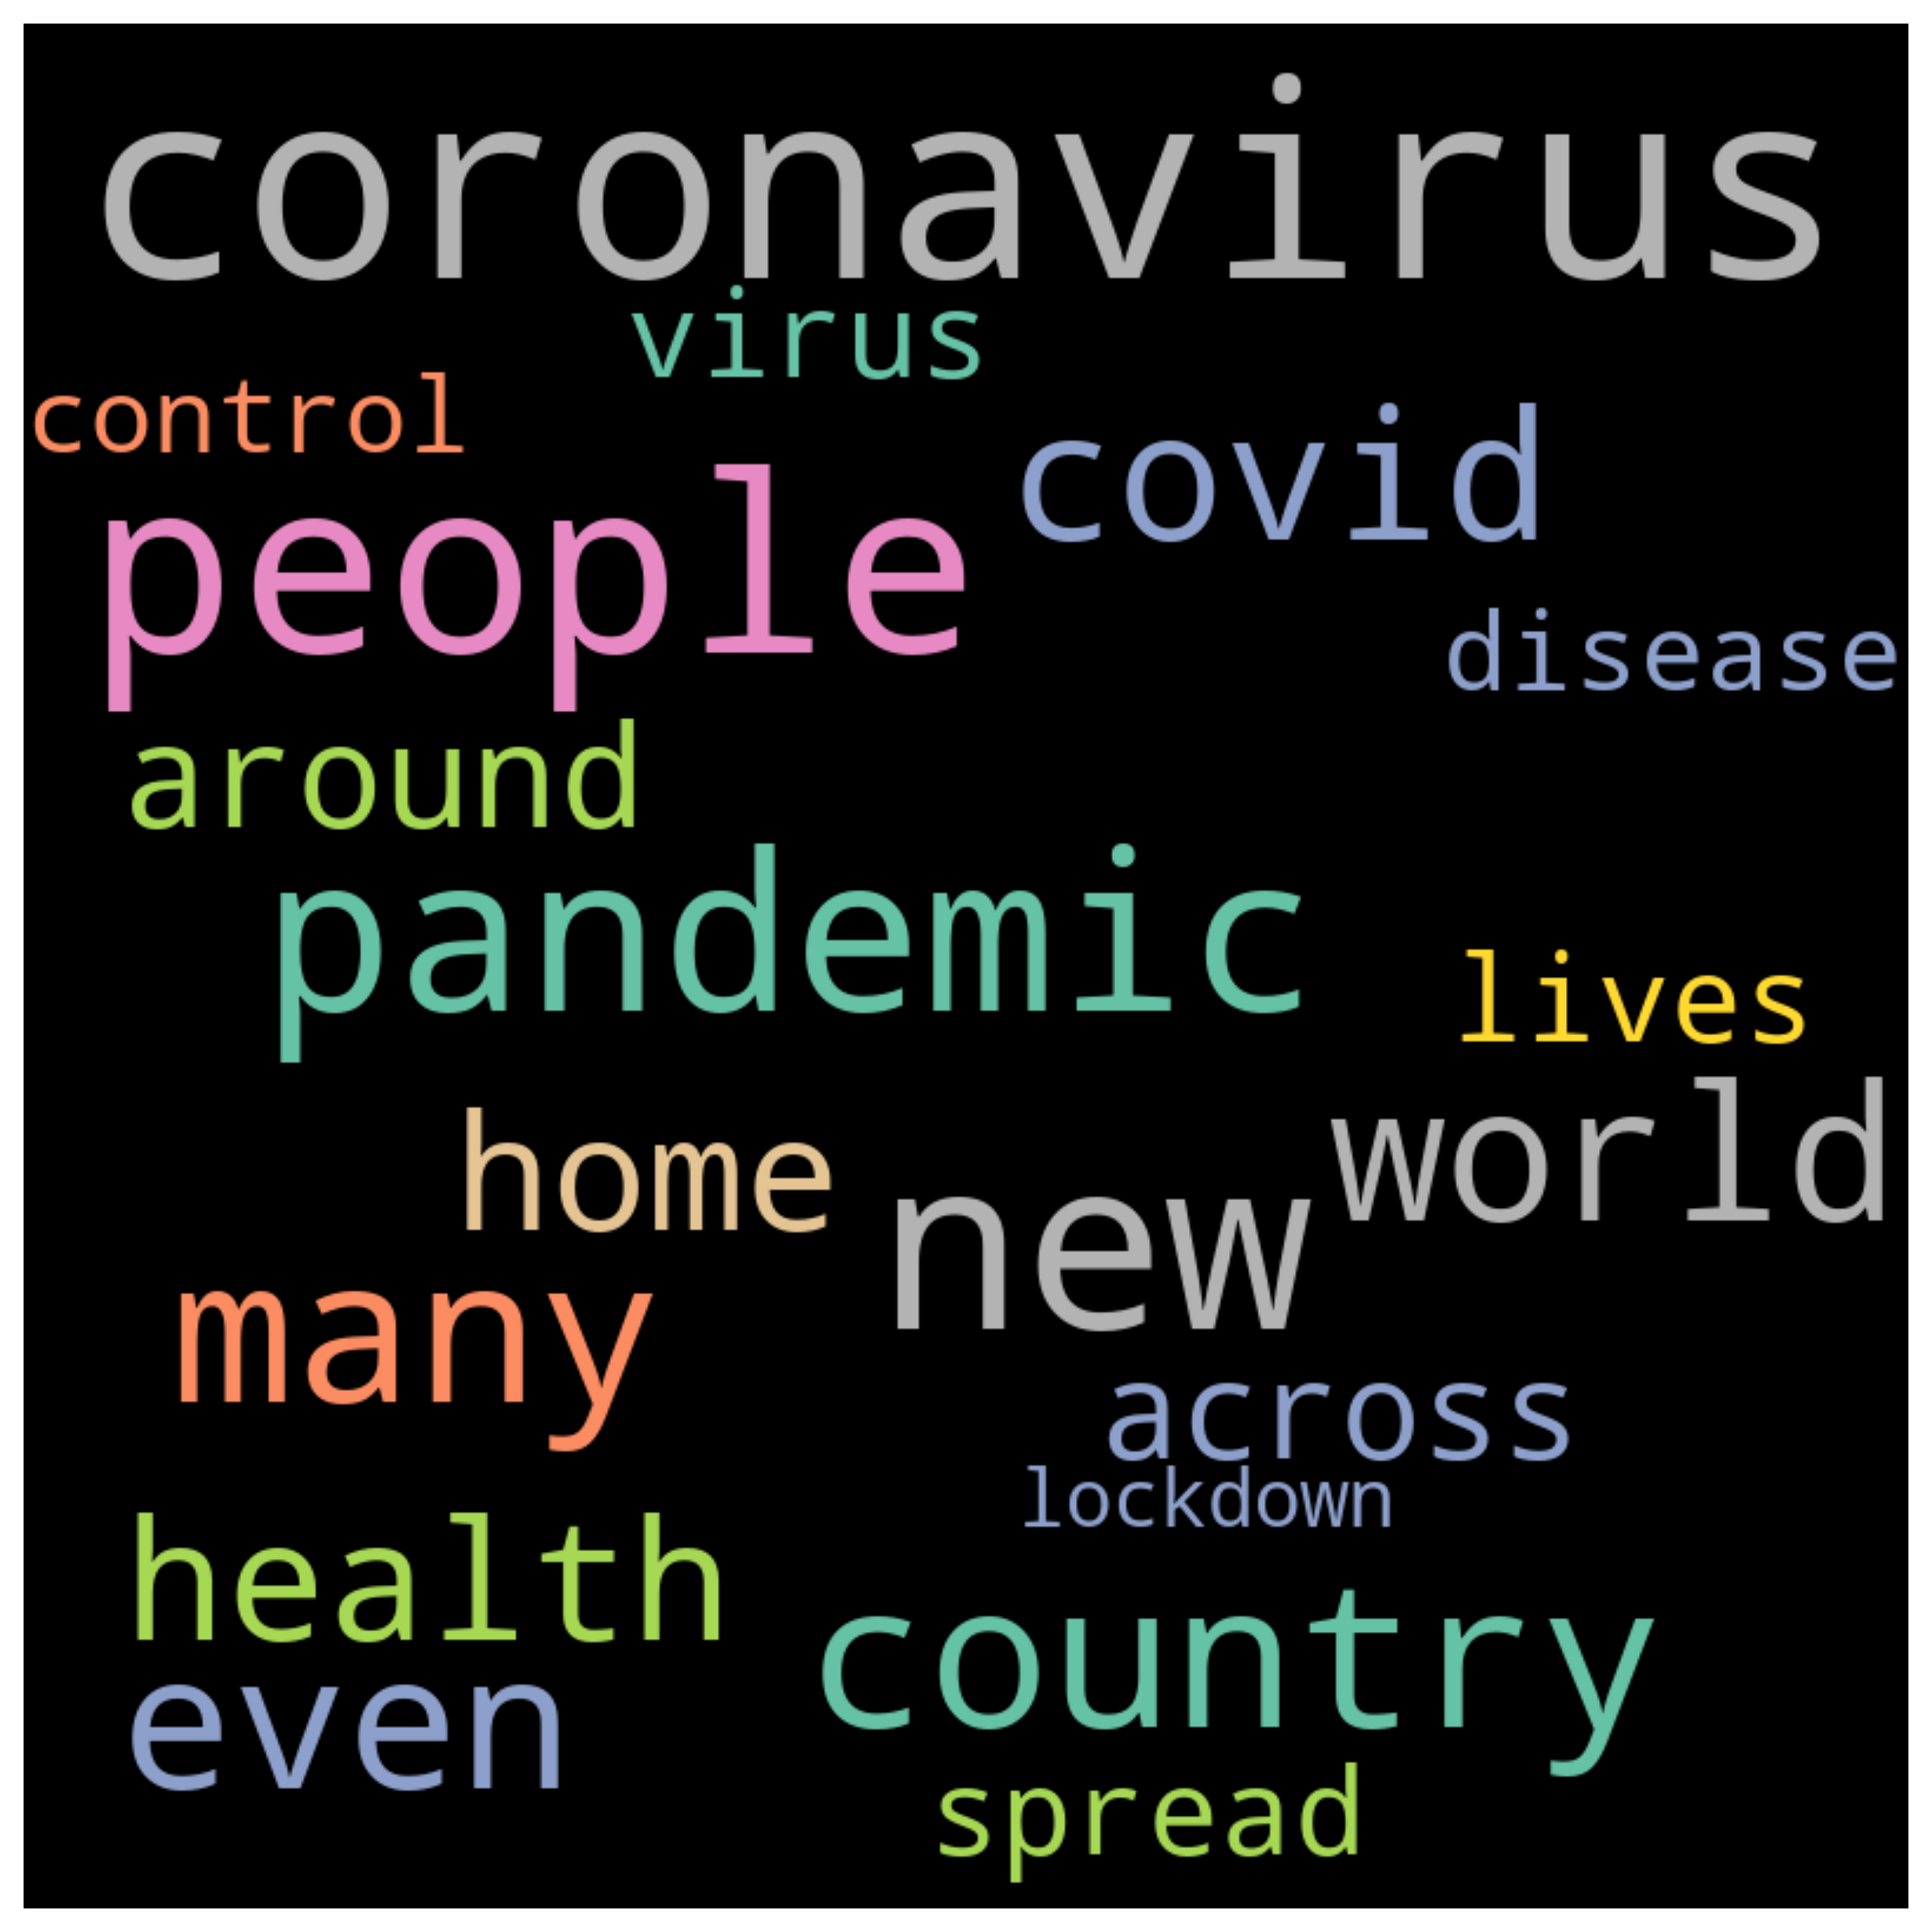 coronavirus
virus
control
covid
people
disease
around
pandemic
lives
home
world
new
many
across
lockdown
health
country
even
spread